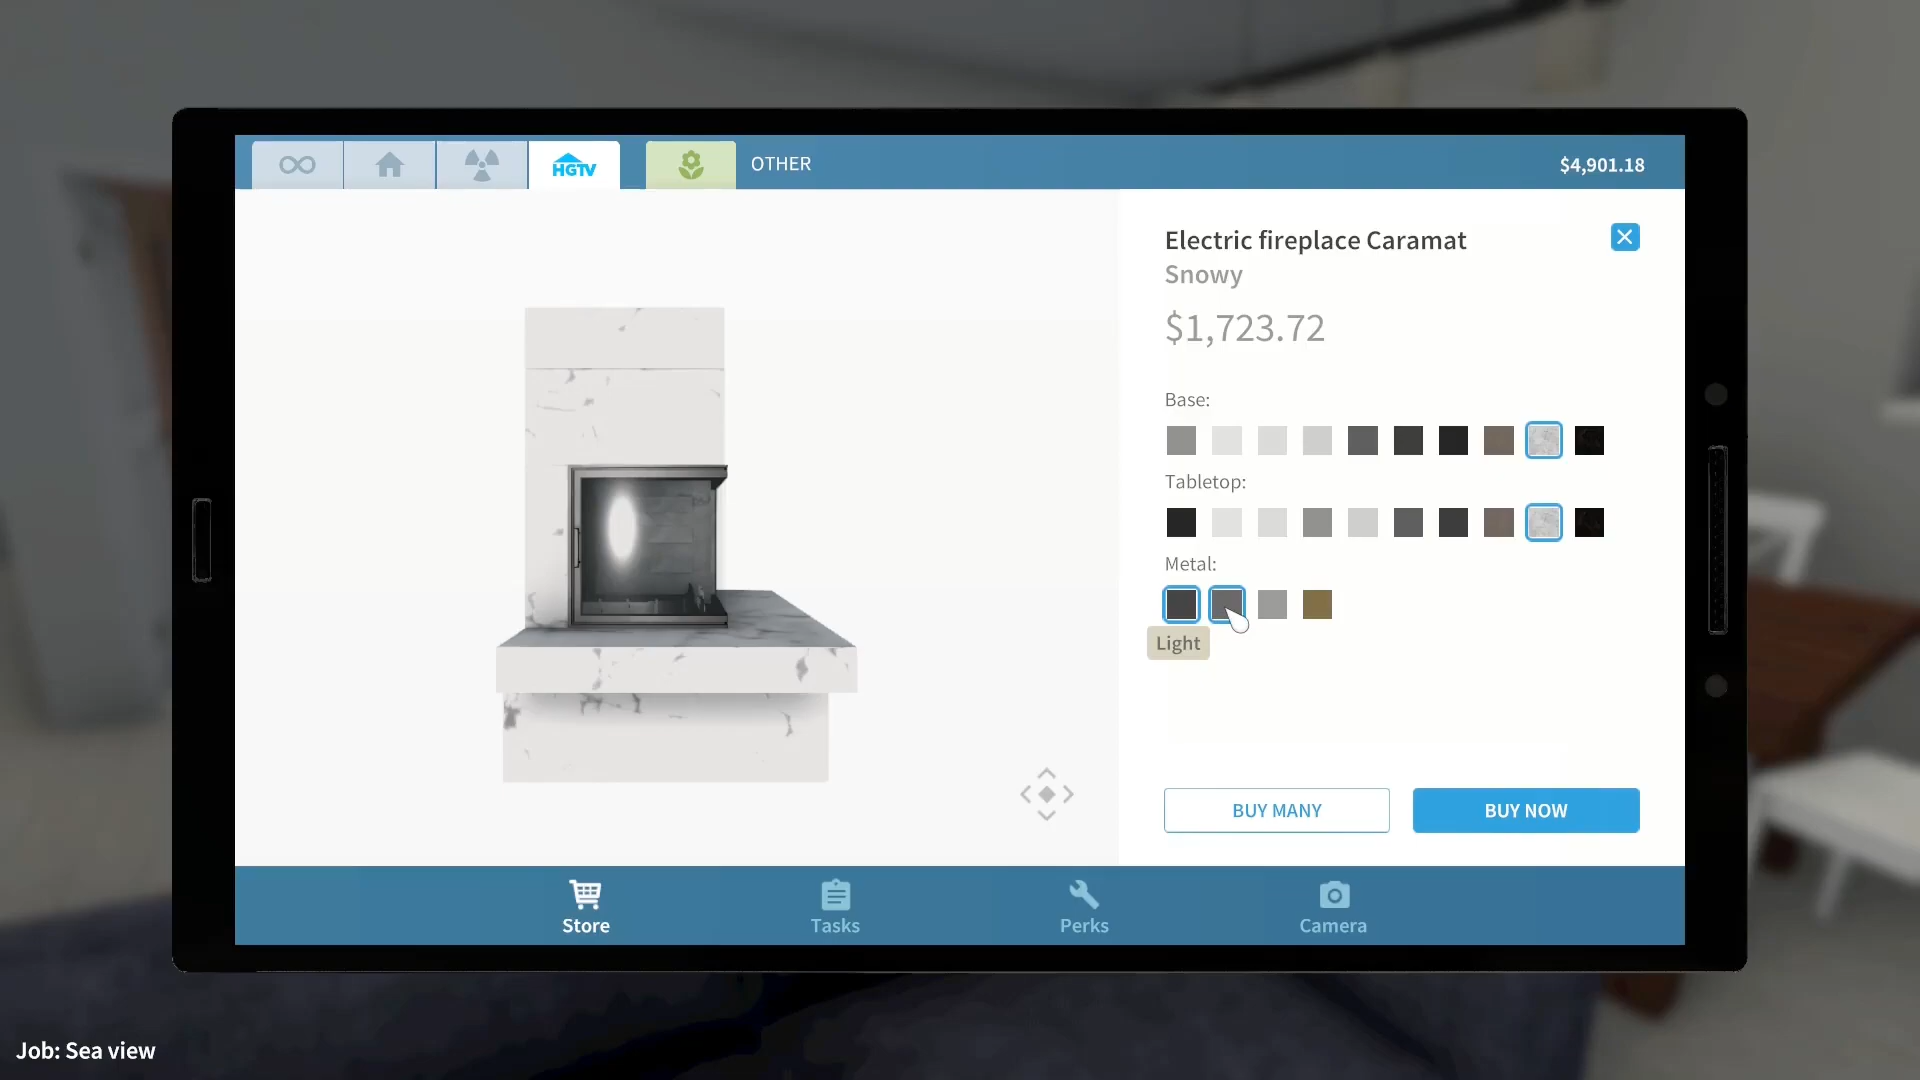 HGTV
OTHER
$4,901.18
Electric fireplace Caramat
Snowy
$1,723.72
Base:
Tabletop:
Metal:
Light
BUY MANY
BUY NOW
Store
Tasks
Perks
Camera
Job: Sea view